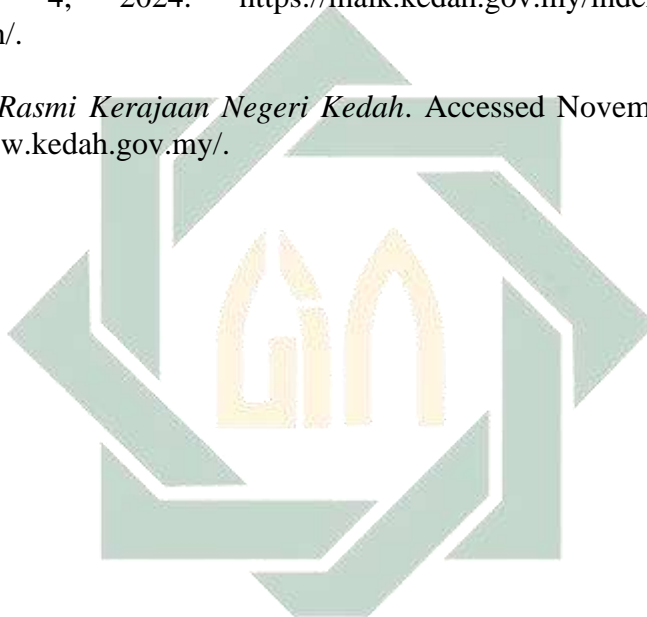 4, 2024. https://maik.kedah.gov.my/inde
n/.
Rasmi Kerajaan Negeri Kedah. Accessed Novem
w.kedah.gov.my/.